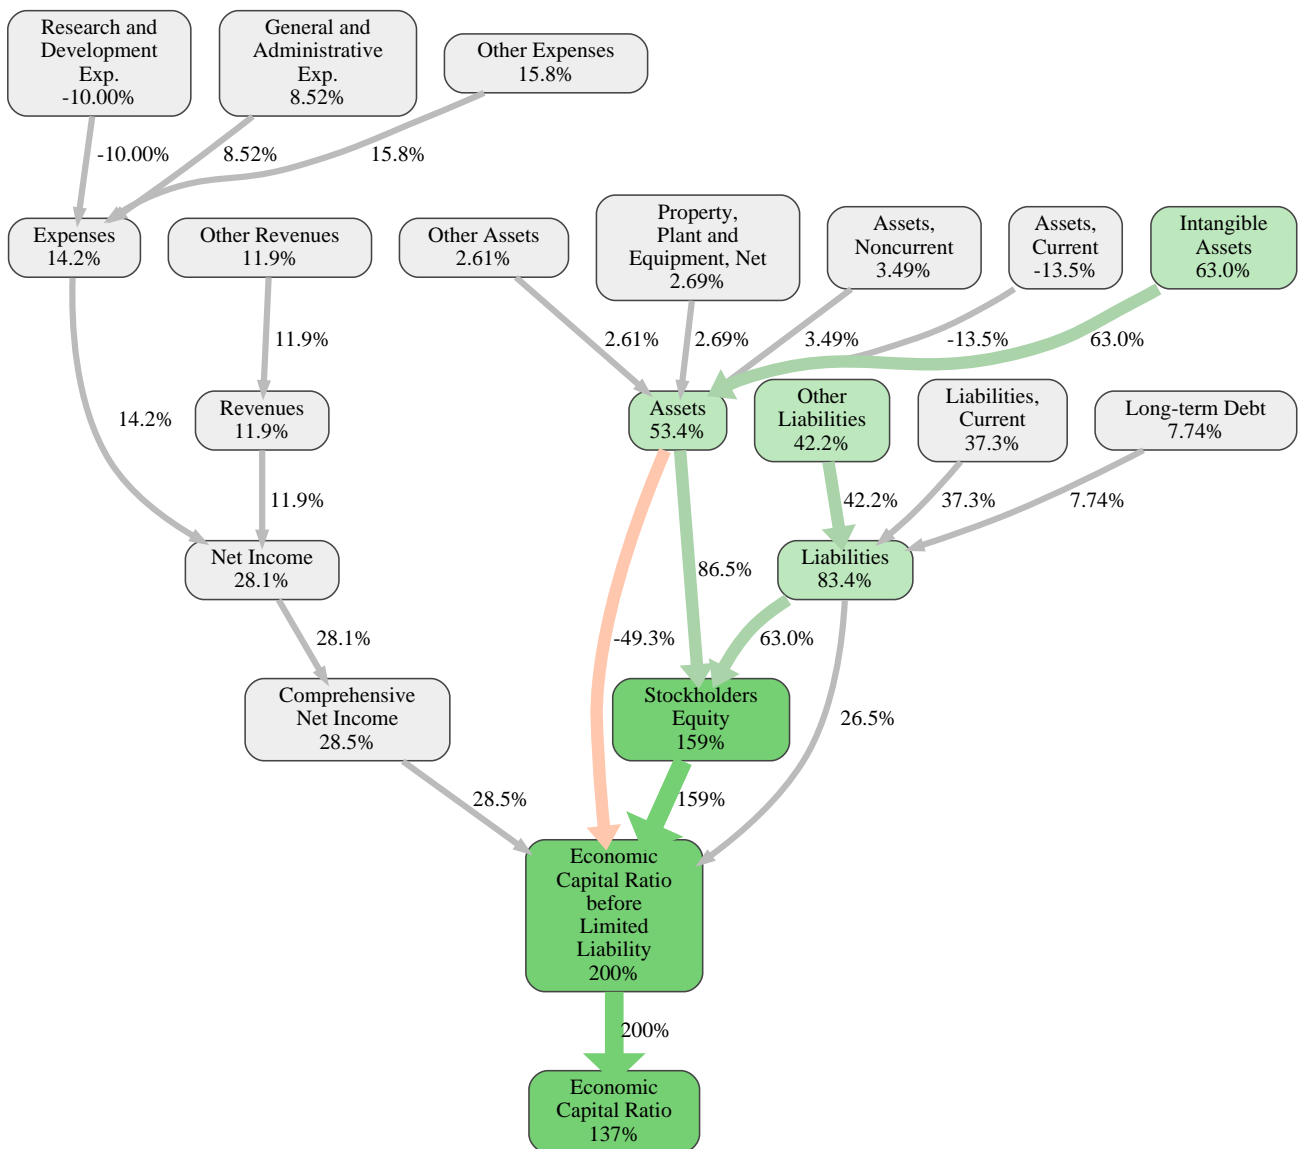 Research and
Development
Exp.
-10.00%
General and
Administrative
Exp.
8.52%
Other Expenses
15.8%
-10.00%
8.52%
15.8%
Expenses
14.2%
Other Revenues
11.9%
Other Assets
2.61%
Property,
Plant and
Equipment, Net
2.69%
Assets,
Noncurrent
3.49%
Assets,
Current
-13.5%
Intangible
Assets
63.0%
11.9%
2.61%
2.69%
3.49%
-13.5%
63.0%
14.2%
Revenues
11.9%
Assets
53.4%
Other
Liabilities
42.2%
Liabilities,
Current
37.3%
Long-term Debt
7.74%
11.9%
42.2%
37.3%
7.74%
Net Income
28.1%
86.5%
Liabilities
83.4%
28.1%
-49.3%
63.0%
Comprehensive
Net Income
28.5%
Stockholders
Equity
159%
26.5%
28.5%
159%
Economic
Capital Ratio
before
Limited
Liability
200%
200%
Economic
Capital Ratio
137%